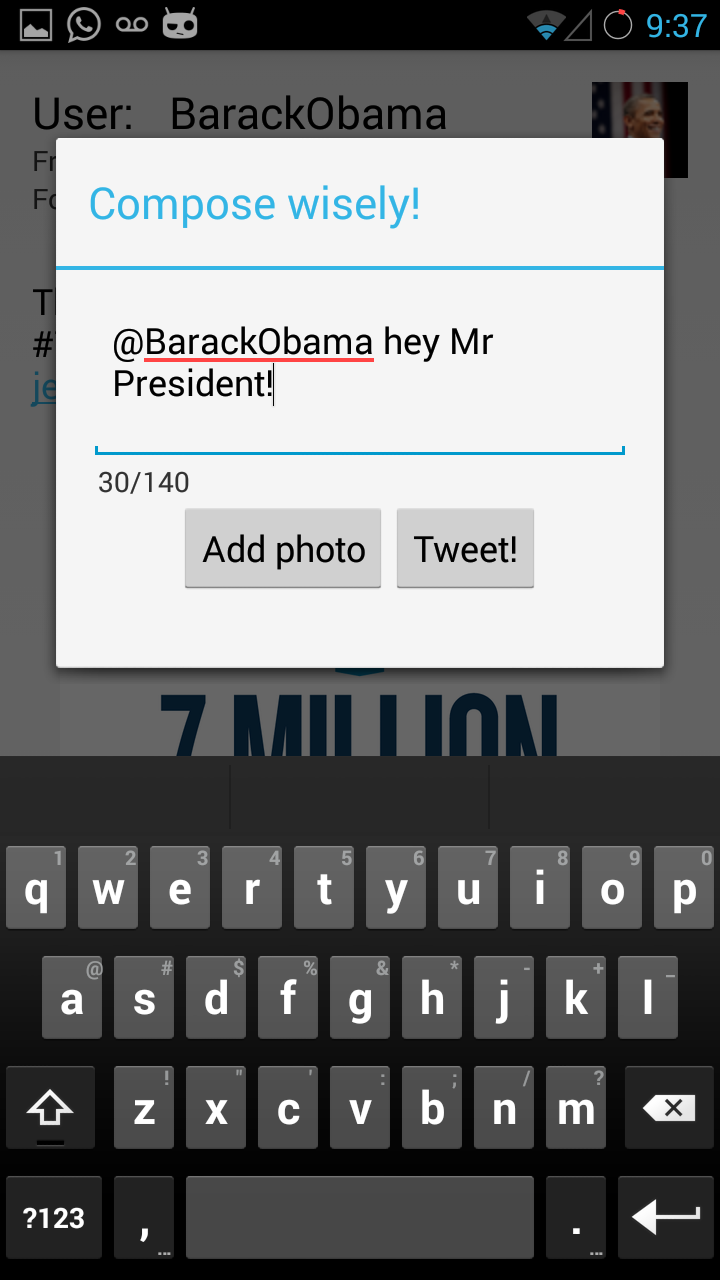 9:37
User: BarackObama
Fr
Fo
Compose wisely!
#
je
@BarackObama hey Mr
President!
30/140
Add photo Tweet!
7 MILLION
1 2 3 4 5 6 7 8 9 0
q w e r t y u i o p
@ # $ % & * - + _
a s d f g h j k l
! " ' : ; / ?
z x c v b n m
?123 , .